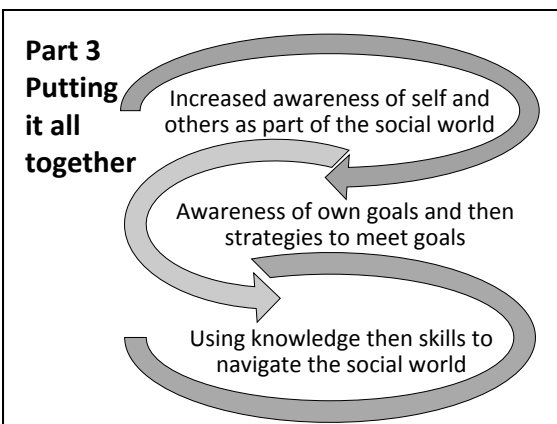 Part 3
Putting
it all
together
Increased awareness of self and
others as part of the social world
Awareness of own goals and then
strategies to meet goals
Using knowledge then skills to
navigate the social world